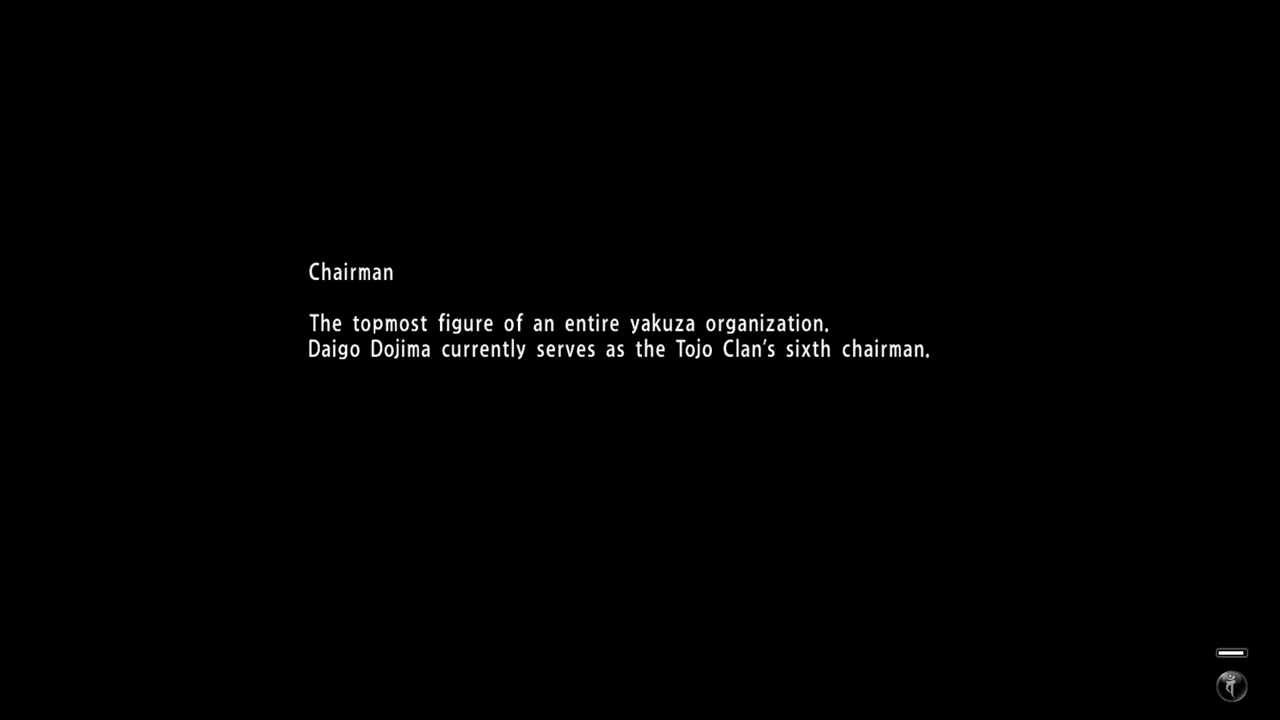 Chairman
The topmost figure of an entire yakuza organization.
Daigo Dojima currently serves as the Tojo Clan's sixth chairman.